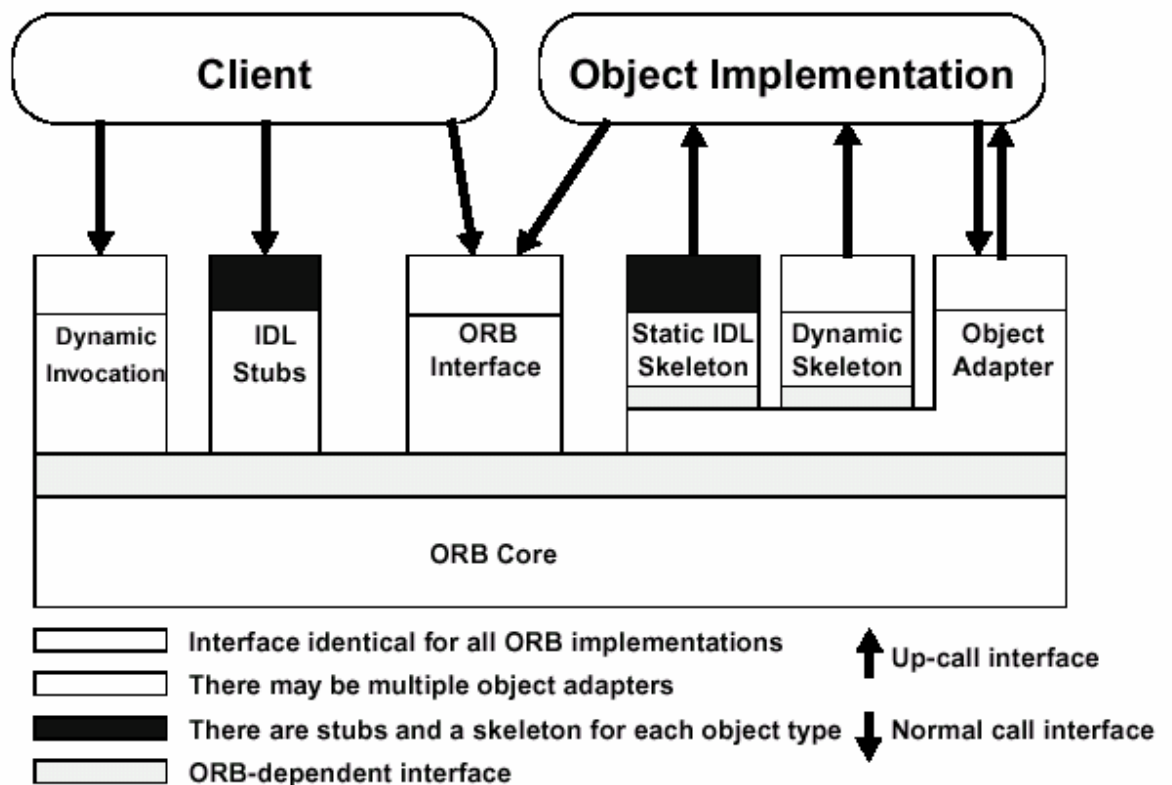 Client
Object Implementation
Dynamic
Invocation
IDL
Stubs
ORB
Interface
Static IDL
Skeleton
Dynamic
Skeleton
Object
Adapter
ORB Core
Interface identical for all ORB implementations
There may be multiple object adapters
There are stubs and a skeleton for each object type
ORB-dependent interface
Up-call interface
Normal call interface